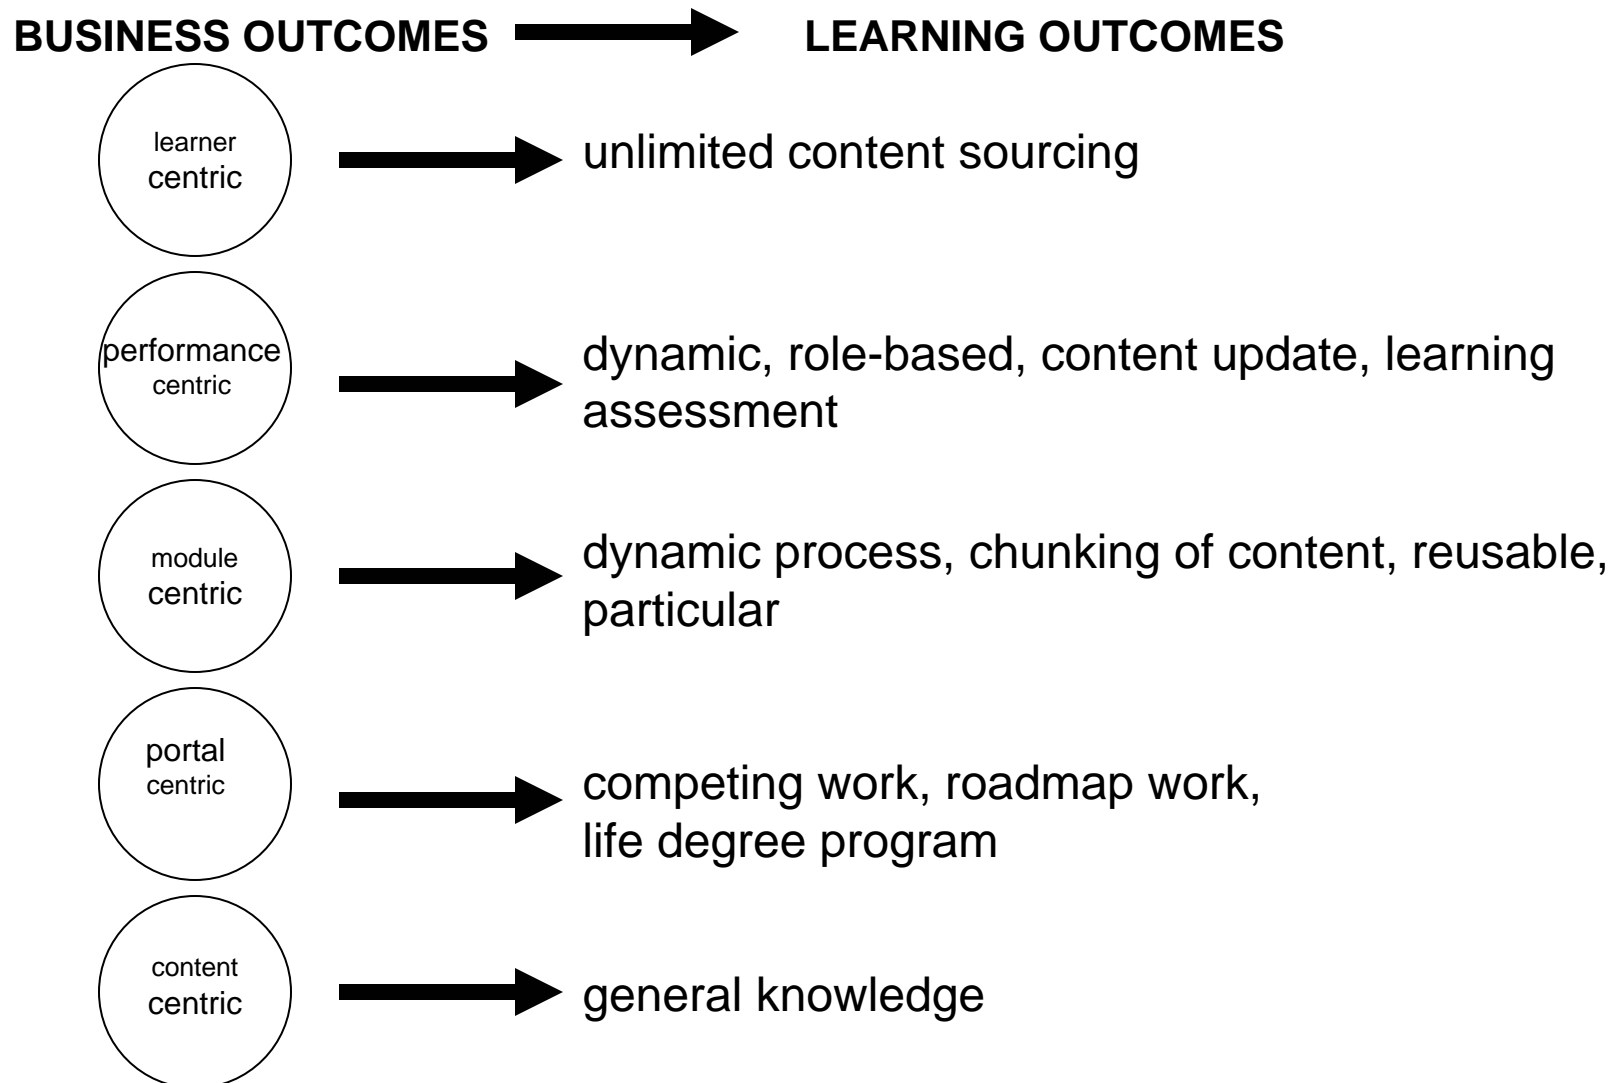 BUSINESS OUTCOMES
LEARNING OUTCOMES
learner
centric
unlimited content sourcing
performance
centric
dynamic, role-based, content update, learning
assessment
module
centric
dynamic process, chunking of content, reusable,
particular
portal
centric
competing work, roadmap work,
life degree program
content
centric
general knowledge